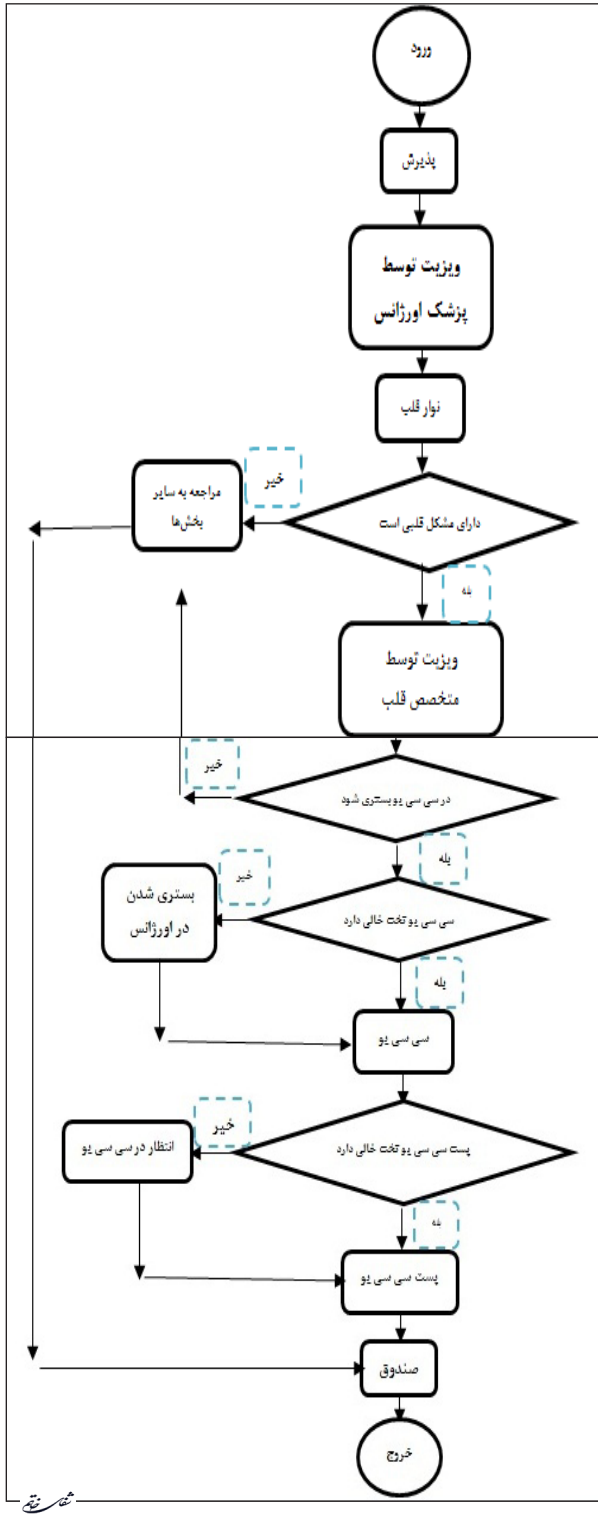 ورود
پذیرش
ویزیت توسط
پزشک اورژانس
نوار قلب
دارای مشکل قلبی است
خیر
مراجعه به سایر
بخش‌ها
بله
ویزیت توسط
متخصص قلب
در سی سی یو بستری شود
خیر
بله
سی سی یو تخت خالی دارد
خیر
بستری شدن
در اورژانس
بله
سی سی یو
پست سی سی یو تخت خالی دارد
خیر
انتظار در سی سی یو
بله
پست سی سی یو
صندوق
خروج
شفای خاتم